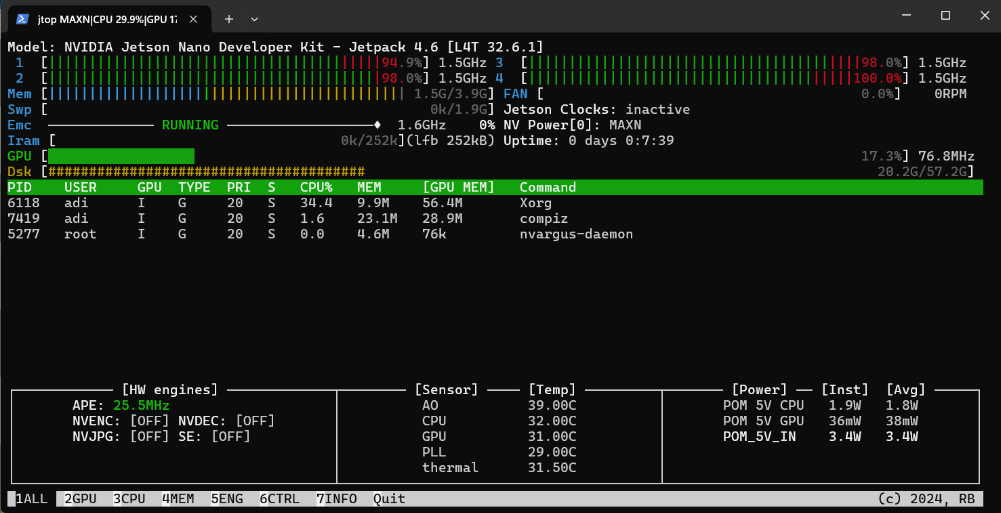 jtop MAXN|CPU 29.9%|GPU 17
Model: NVIDIA Jetson Nano Developer Kit - Jetpack 4.6 [L4T 32.6.1]
1 [94.9%] 1.5GHz 3 [98.0%] 1.5GHz
2 [98.0%] 1.5GHz 4 [100.0%] 1.5GHz
Mem [1.5G/3.9G] FAN [0.0%] 0RPM
Swp [0k/1.9G] Jetson Clocks: inactive
Emc RUNNING 1.6GHz 0% NV Power[0]: MAXN
Iram [0k/252k](lfb 252kB) Uptime: 0 days 0:7:39
GPU [17.3%] 76.8MHz
Dsk [#######################################20.2G/57.2G]
PID USER GPU TYPE PRI S CPU% MEM [GPU MEM] Command
6118 adi I G 20 S 34.4 9.9M 56.4M Xorg
7419 adi I G 20 S 1.6 23.1M 28.9M compiz
5277 root I G 20 S 0.0 4.6M 76k nvargus-daemon
[HW engines] [Sensor] [Temp] [Power] [Inst] [Avg]
APE: 25.5MHz AO 39.00C POM 5V CPU 1.9W 1.8W
NVENC: [OFF] NVDEC: [OFF] CPU 32.00C POM 5V GPU 36mW 38mW
NVJPG: [OFF] SE: [OFF] GPU 31.00C POM_5V_IN 3.4W 3.4W
PLL 29.00C
thermal 31.50C
1ALL 2GPU 3CPU 4MEM 5ENG 6CTRL 7INFO Quit (c) 2024, RB